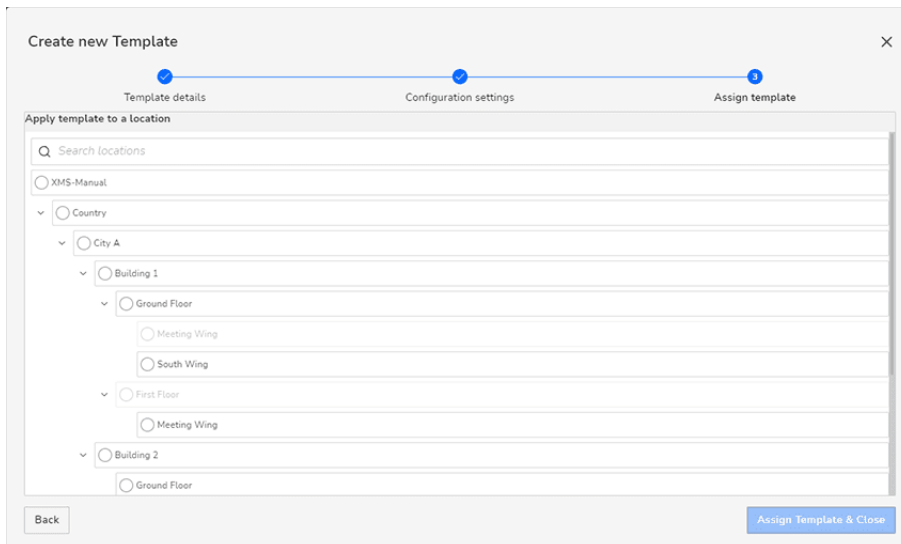 Create new Template
Template details
Configuration settings
3
Assign template
Apply template to a location
Search locations
XMS-Manual
Country
City A
Building 1
Ground Floor
Meeting Wing
South Wing
First Floor
Meeting Wing
Building 2
Ground Floor
Back
Assign Template & Close